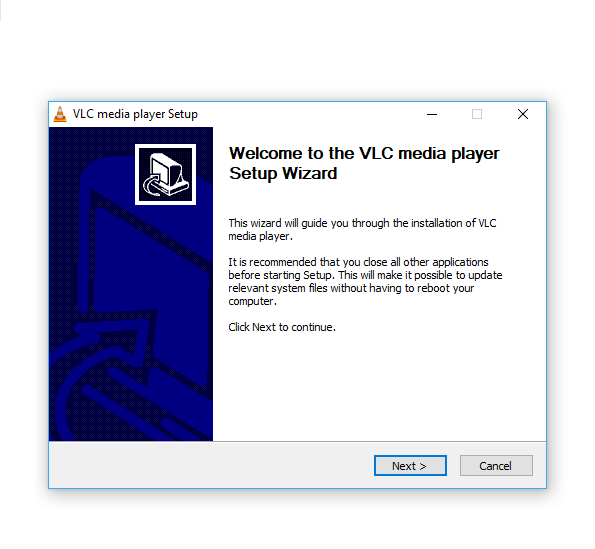 VLC media player Setup
Welcome to the VLC media player
Setup Wizard
This wizard will guide you through the installation of VLC
media player.
It is recommended that you close all other applications
before starting Setup. This will make it possible to update
relevant system files without having to reboot your
computer.
Click Next to continue.
Next >
Cancel